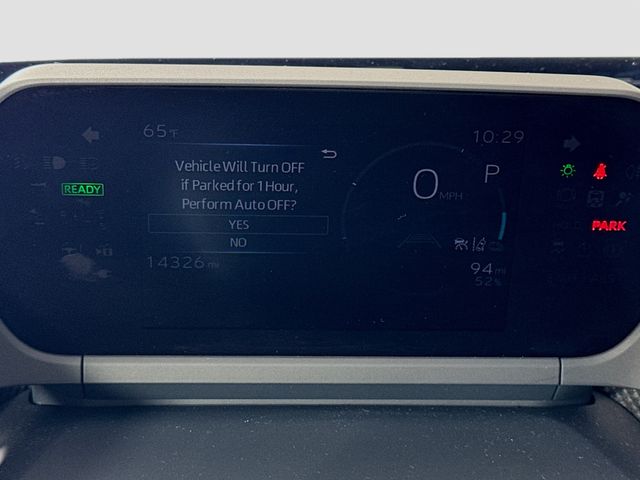 65°F
10:29
Vehicle Will Turn OFF
if Parked for 1 Hour,
Perform Auto OFF?
YES
NO
READY
0 MPH
P
PARK
HOLD
14326 mi
94 mi
52%